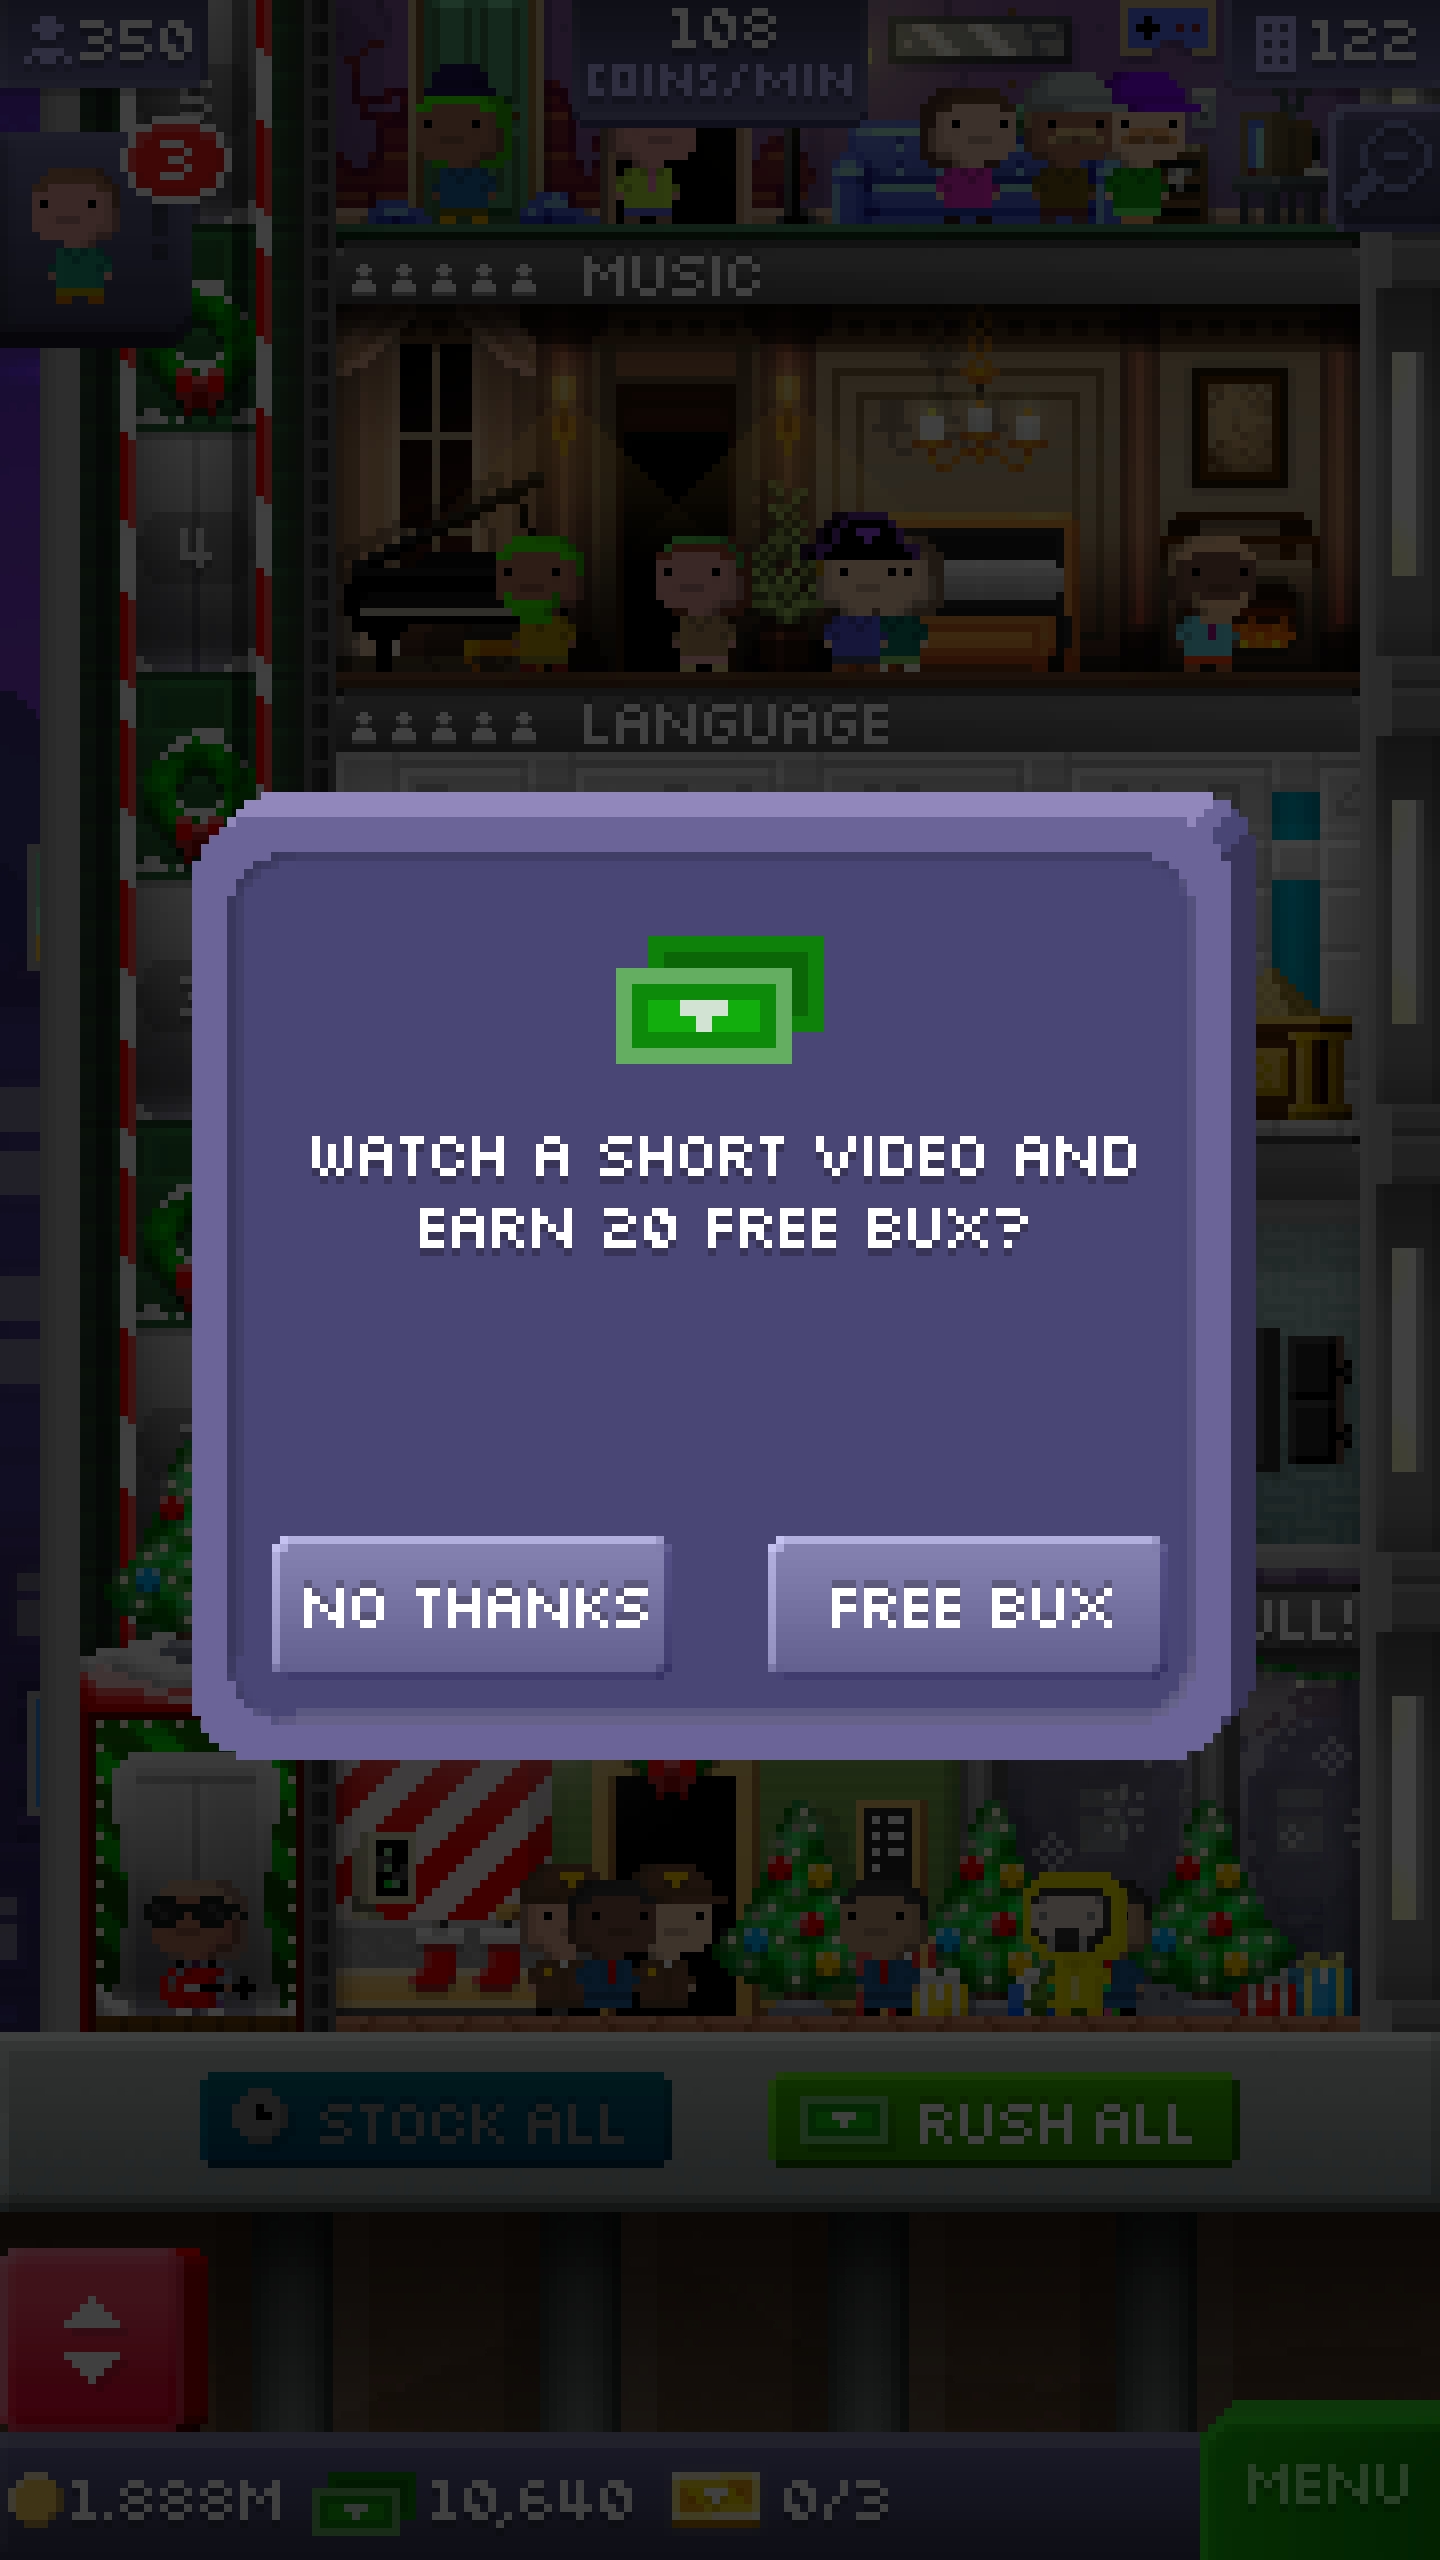 350
108
COINS/MIN
122
5
3
MUSIC
4
LANGUAGE
WATCH A SHORT VIDEO AND
EARN 20 FREE BUX?
NO THANKS
FREE BUX
STOCK ALL
RUSH ALL
1.888M
10,640
0/3
MENU